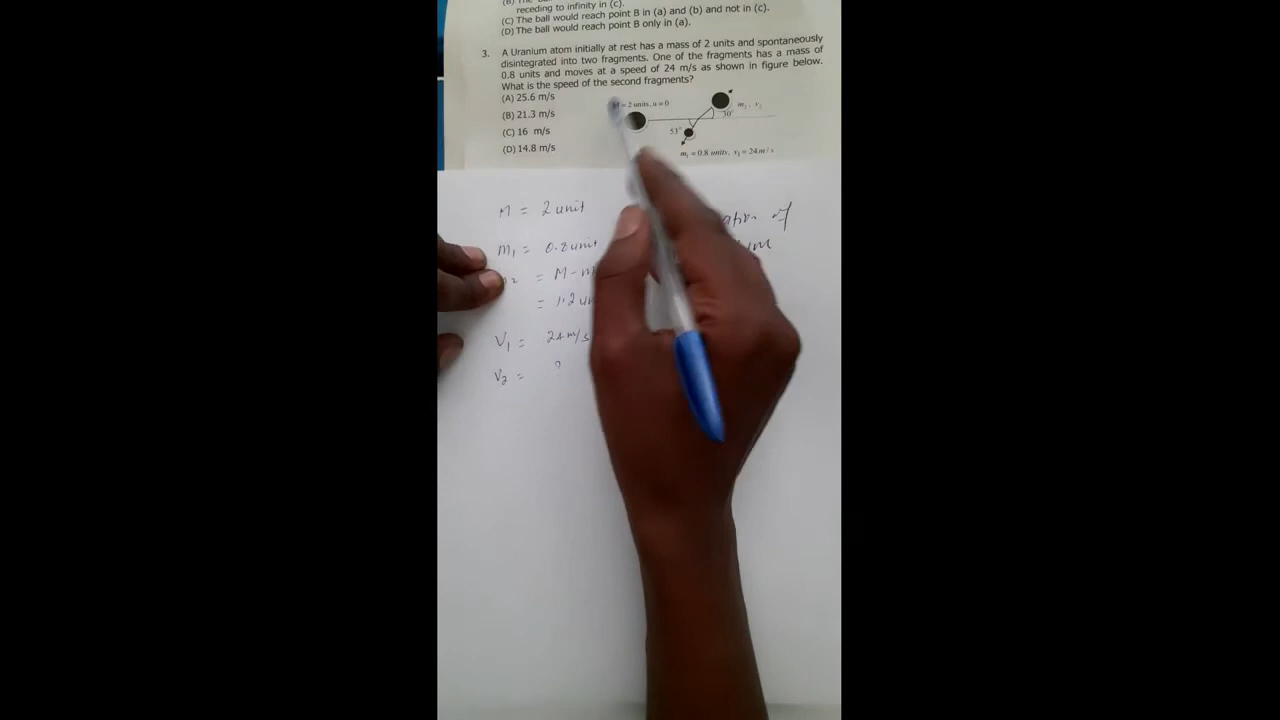 receding to infinity in (c).
(C) The ball would reach point B in (a) and (b) and not in (c).
(D) The ball would reach point B only in (a).
3. A Uranium atom initially at rest has a mass of 2 units and spontaneously
disintegrated into two fragments. One of the fragments has a mass of
0.8 units and moves at a speed of 24 m/s as shown in figure below.
What is the speed of the second fragments?
(A) 25.6 m/s
(B) 21.3 m/s
(C) 16 m/s
(D) 14.8 m/s
= 2 units, u = 0
m₂, v₂
30°
53°
m₁ = 0.8 units, v₁ = 24 m/s
M = 2 unit
m₁ = 0.8 unit
= M - m
= 1.2 un
V₁ = 24 m/s
V₂ = ?
ation of
um